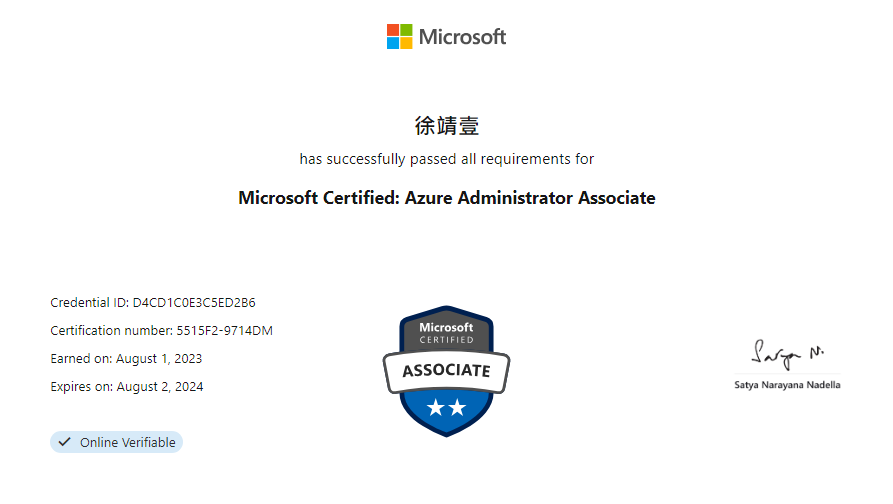 Microsoft
徐靖壹
has successfully passed all requirements for
Microsoft Certified: Azure Administrator Associate
Credential ID: D4CD1C0E3C5ED2B6
Certification number: 5515F2-9714DM
Earned on: August 1, 2023
Expires on: August 2, 2024
Online Verifiable
Microsoft
CERTIFIED
ASSOCIATE
Satya N.
Satya Narayana Nadella